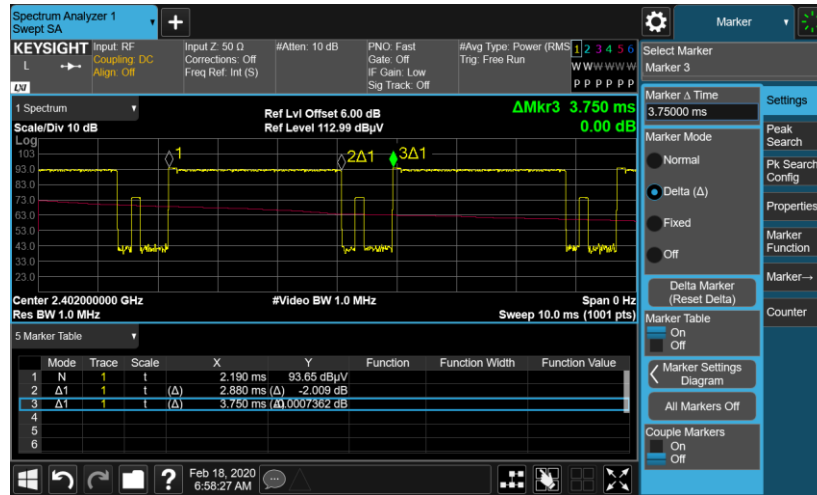 Spectrum Analyzer 1
Swept SA
Marker
KEYSIGHT
L
LXI
Input: RF
Coupling: DC
Align: Off
Input Z: 50 Ω
Corrections: Off
Freq Ref: Int (S)
#Atten: 10 dB
PNO: Fast
Gate: Off
IF Gain: Low
Sig Track: Off
#Avg Type: Power (RMS
Trig: Free Run
1 2 3 4 5 6
W W W W W W
P P P P P P
Select Marker
Marker 3
1 Spectrum
Scale/Div 10 dB
Ref Lvl Offset 6.00 dB
Ref Level 112.99 dBµV
ΔMkr3 3.750 ms
0.00 dB
Log
103
93.0
83.0
73.0
63.0
53.0
43.0
33.0
23.0
1
2Δ1
3Δ1
Center 2.402000000 GHz
#Video BW 1.0 MHz
Span 0 Hz
Res BW 1.0 MHz
Sweep 10.0 ms (1001 pts)
5 Marker Table
Mode Trace Scale X Y Function Function Width Function Value
1 N 1 t 2.190 ms 93.65 dBµV
2 Δ1 1 t (Δ) 2.880 ms (Δ) -2.009 dB
3 Δ1 1 t (Δ) 3.750 ms (Δ) 0.0007362 dB
4
5
6
Marker Δ Time
3.75000 ms
Marker Mode
Normal
Delta (Δ)
Fixed
Off
Delta Marker
(Reset Delta)
Marker Table
On
Off
Marker Settings
Diagram
All Markers Off
Couple Markers
On
Off
Settings
Peak
Search
Pk Search
Config
Properties
Marker
Function
Marker→
Counter
?
Feb 18, 2020
6:58:27 AM